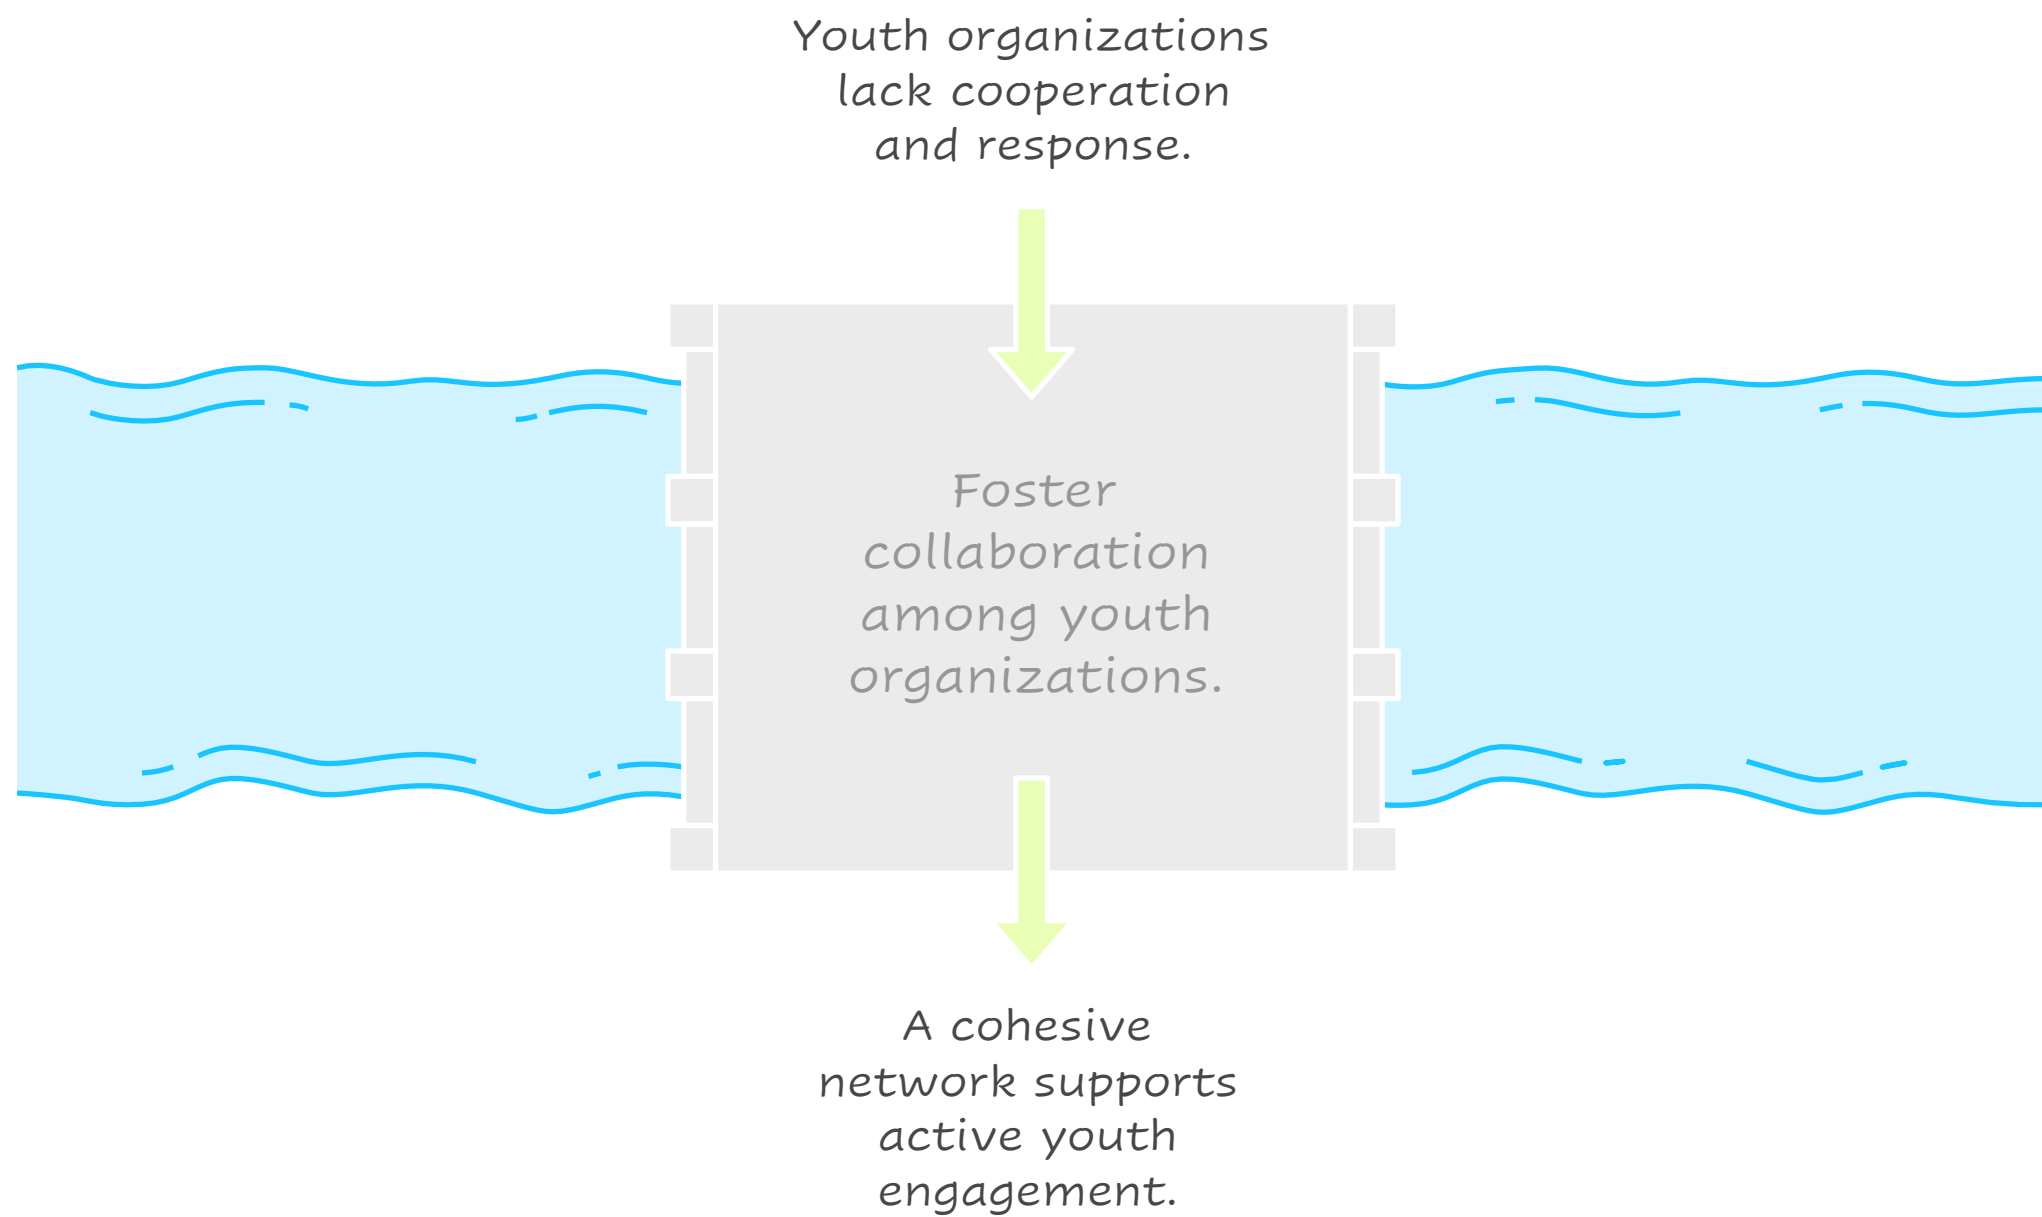 Youth organizations
lack cooperation
and response.
Foster
collaboration
among youth
organizations.
A cohesive
network supports
active youth
engagement.